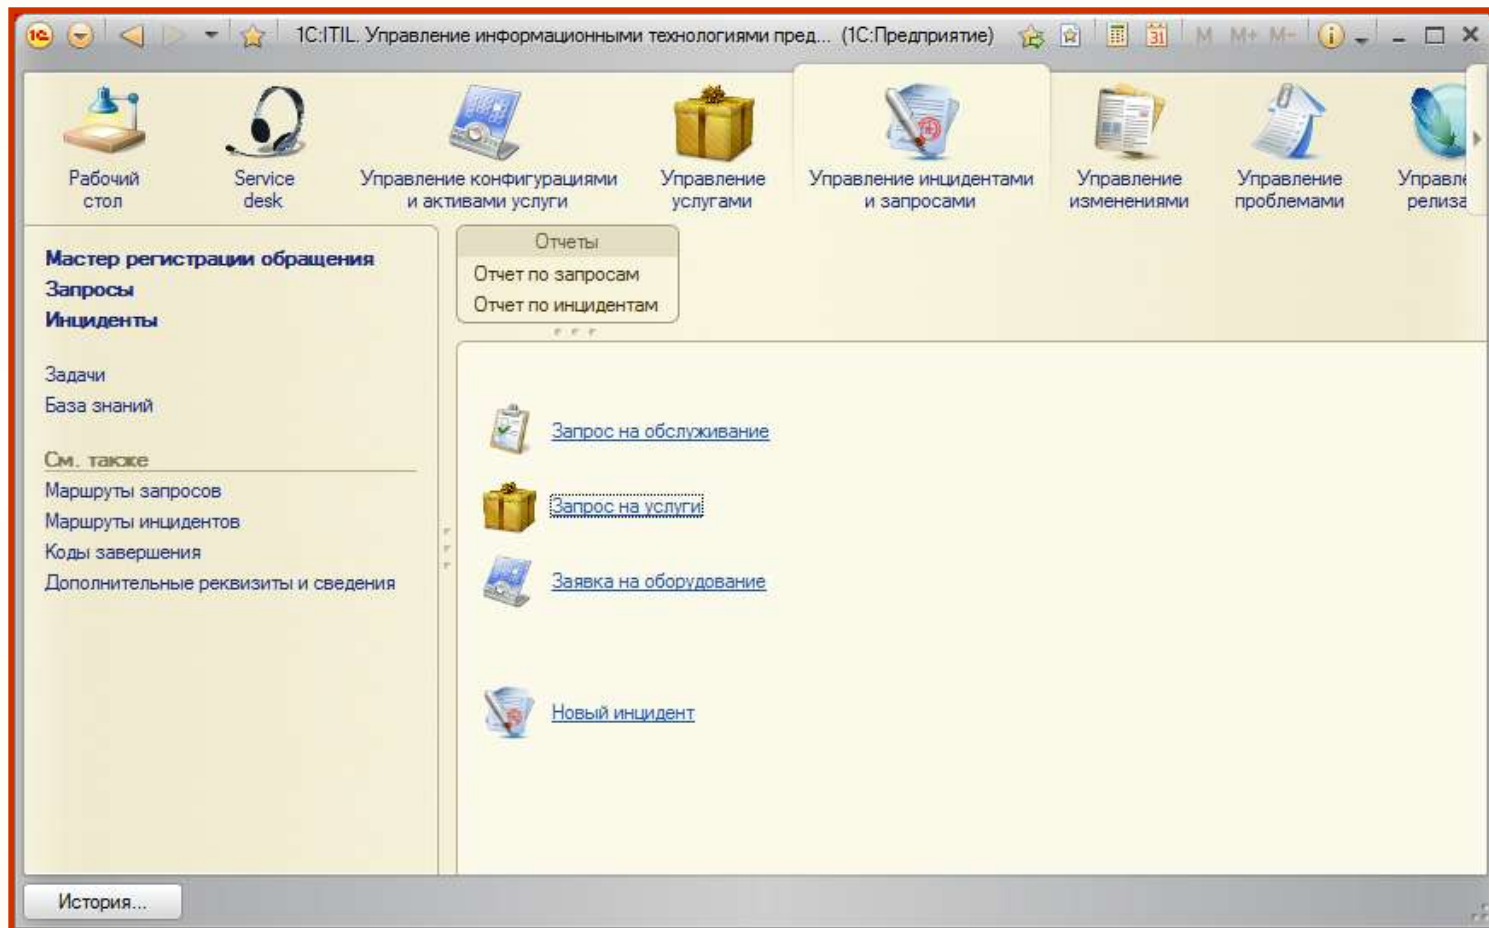 1С:ITIL. Управление информационными технологиями пред... (1С:Предприятие)
31
M M+ M-
Рабочий
стол
Service
desk
Управление конфигурациями
и активами услуги
Управление
услугами
Управление инцидентами
и запросами
Управление
изменениями
Управление
проблемами
Управле
релиза
Мастер регистрации обращения
Запросы
Инциденты
Задачи
База знаний
См. также
Маршруты запросов
Маршруты инцидентов
Коды завершения
Дополнительные реквизиты и сведения
Отчеты
Отчет по запросам
Отчет по инцидентам
Запрос на обслуживание
Запрос на услуги
Заявка на оборудование
Новый инцидент
История...